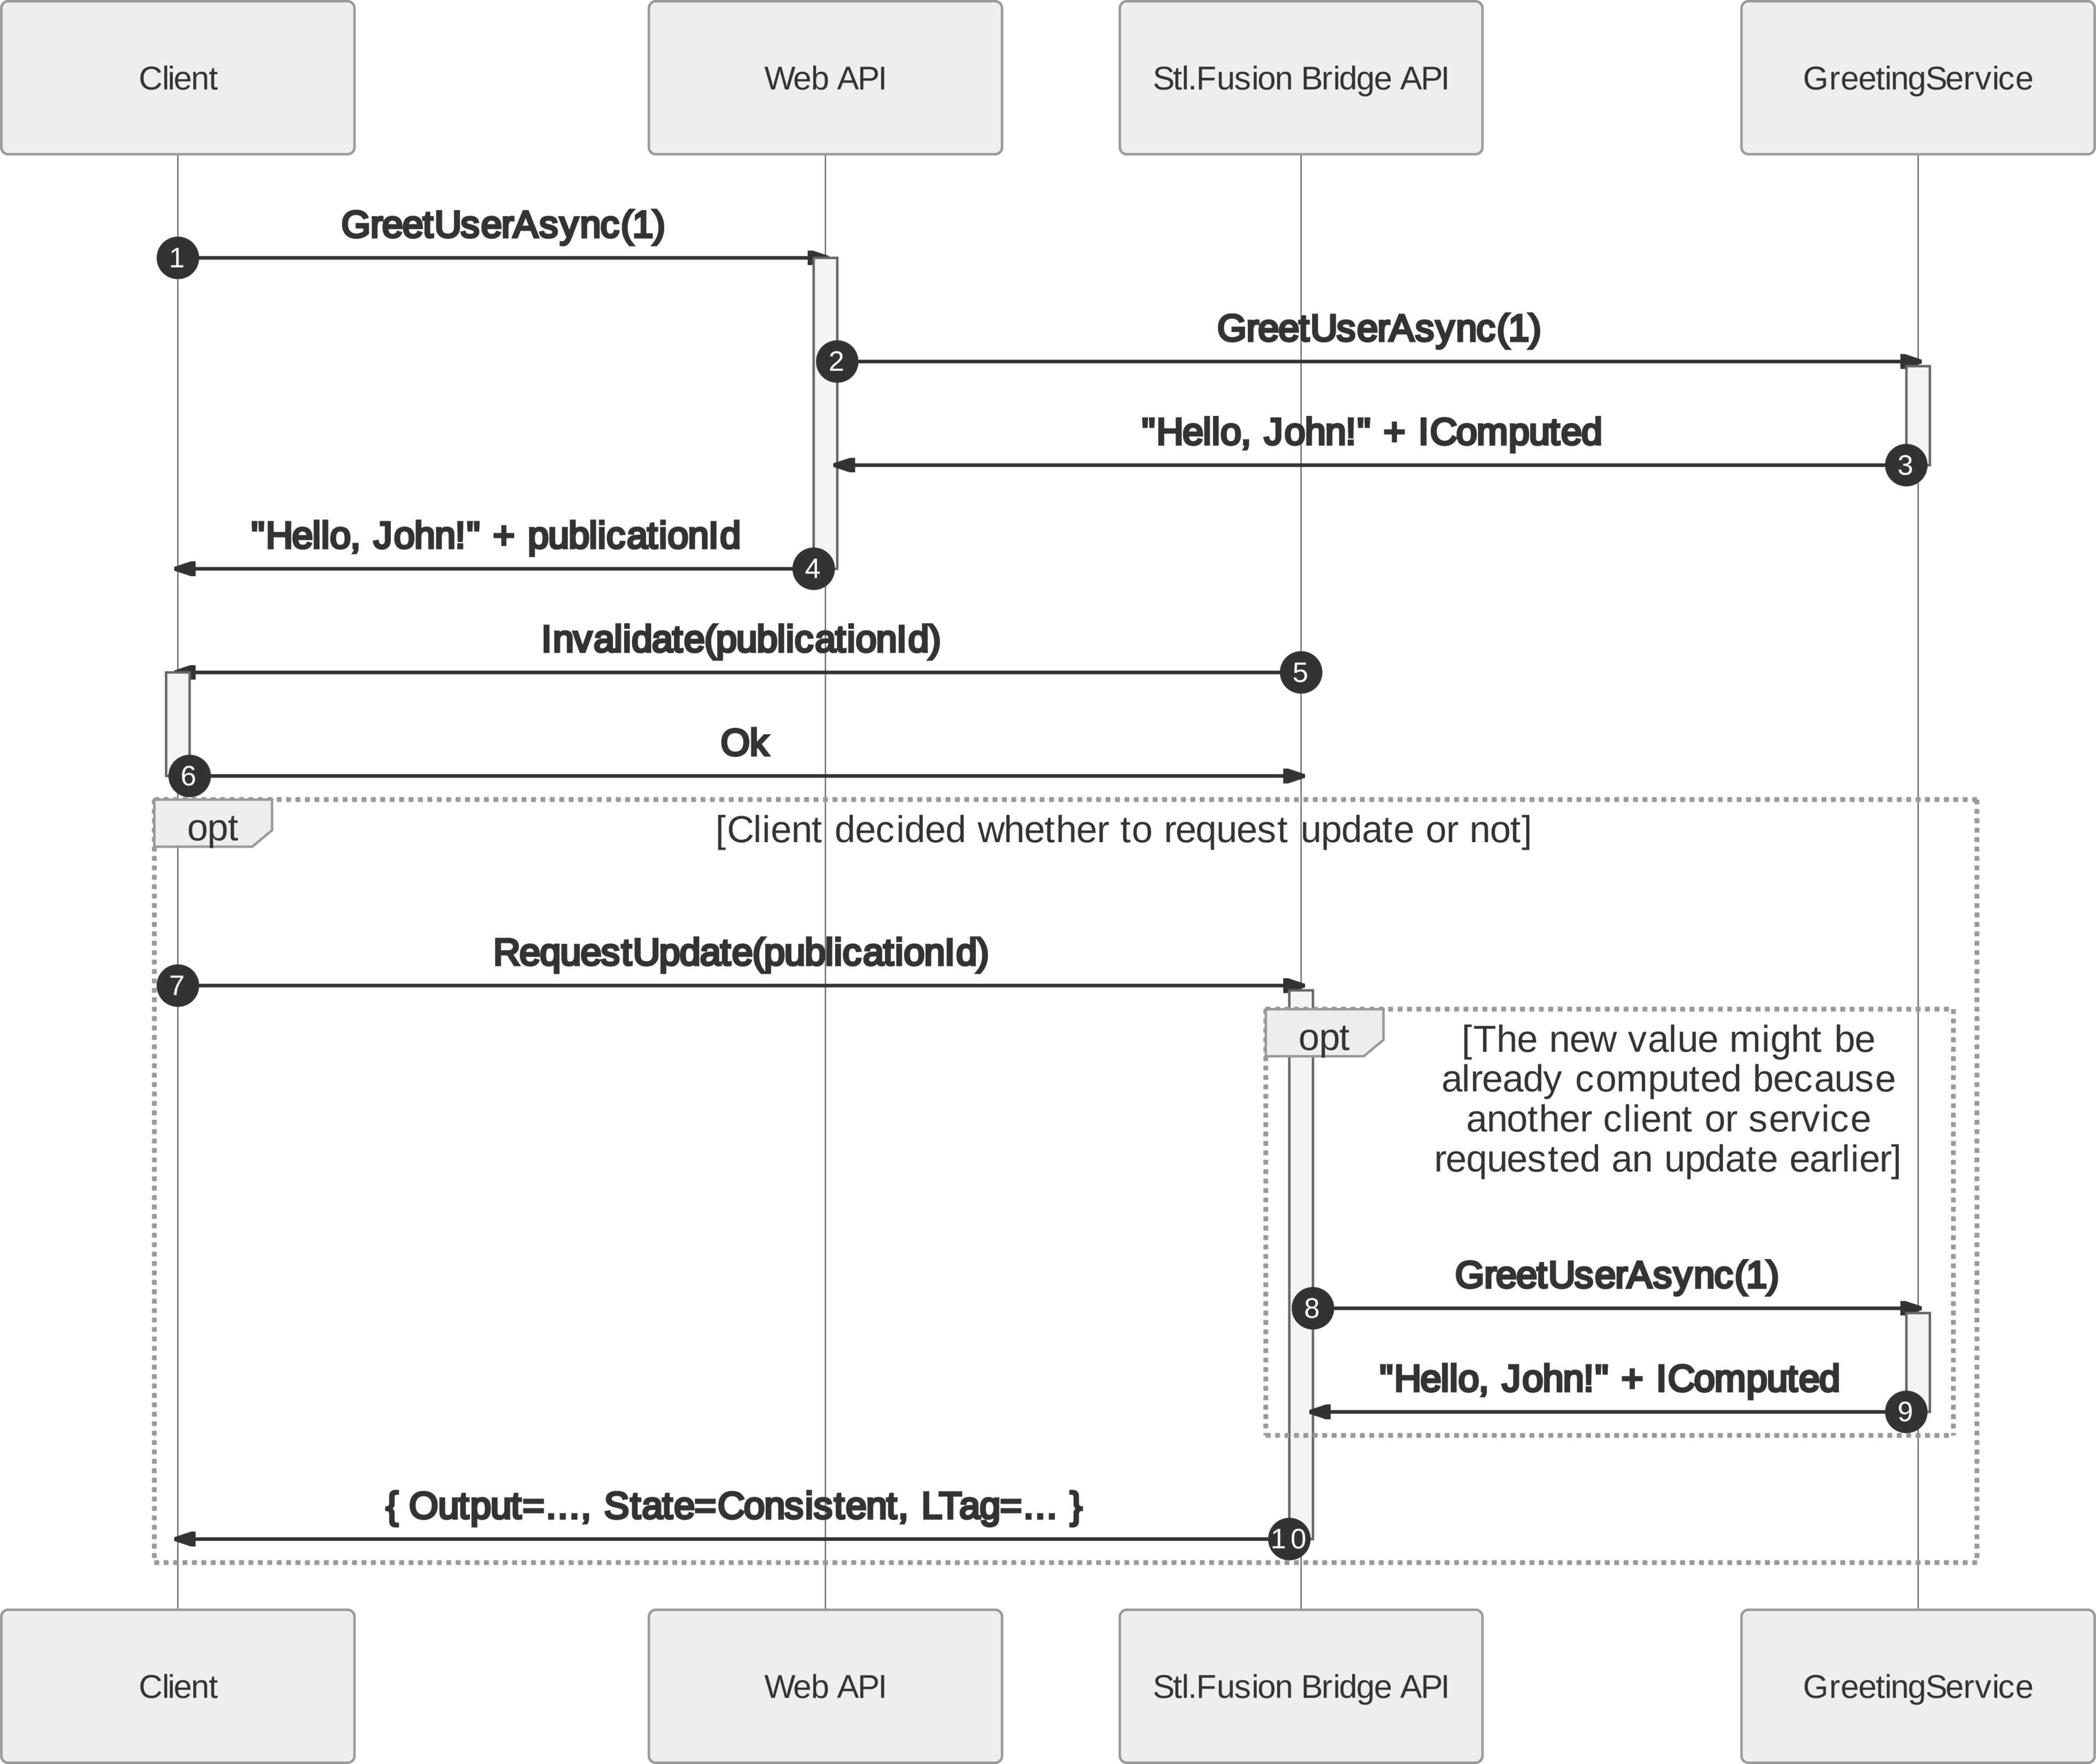 Client
Web API
Stl.Fusion Bridge API
GreetingService
GreetUserAsync(1)
1
GreetUserAsync(1)
2
"Hello, John!" + IComputed
3
"Hello, John!" + publicationId
4
Invalidate(publicationId)
5
Ok
6
opt
[Client decided whether to request update or not]
RequestUpdate(publicationId)
7
opt
[The new value might be
already computed because
another client or service
requested an update earlier]
GreetUserAsync(1)
8
"Hello, John!" + IComputed
9
{ Output=..., State=Consistent, LTag=... }
10
Client
Web API
Stl.Fusion Bridge API
GreetingService